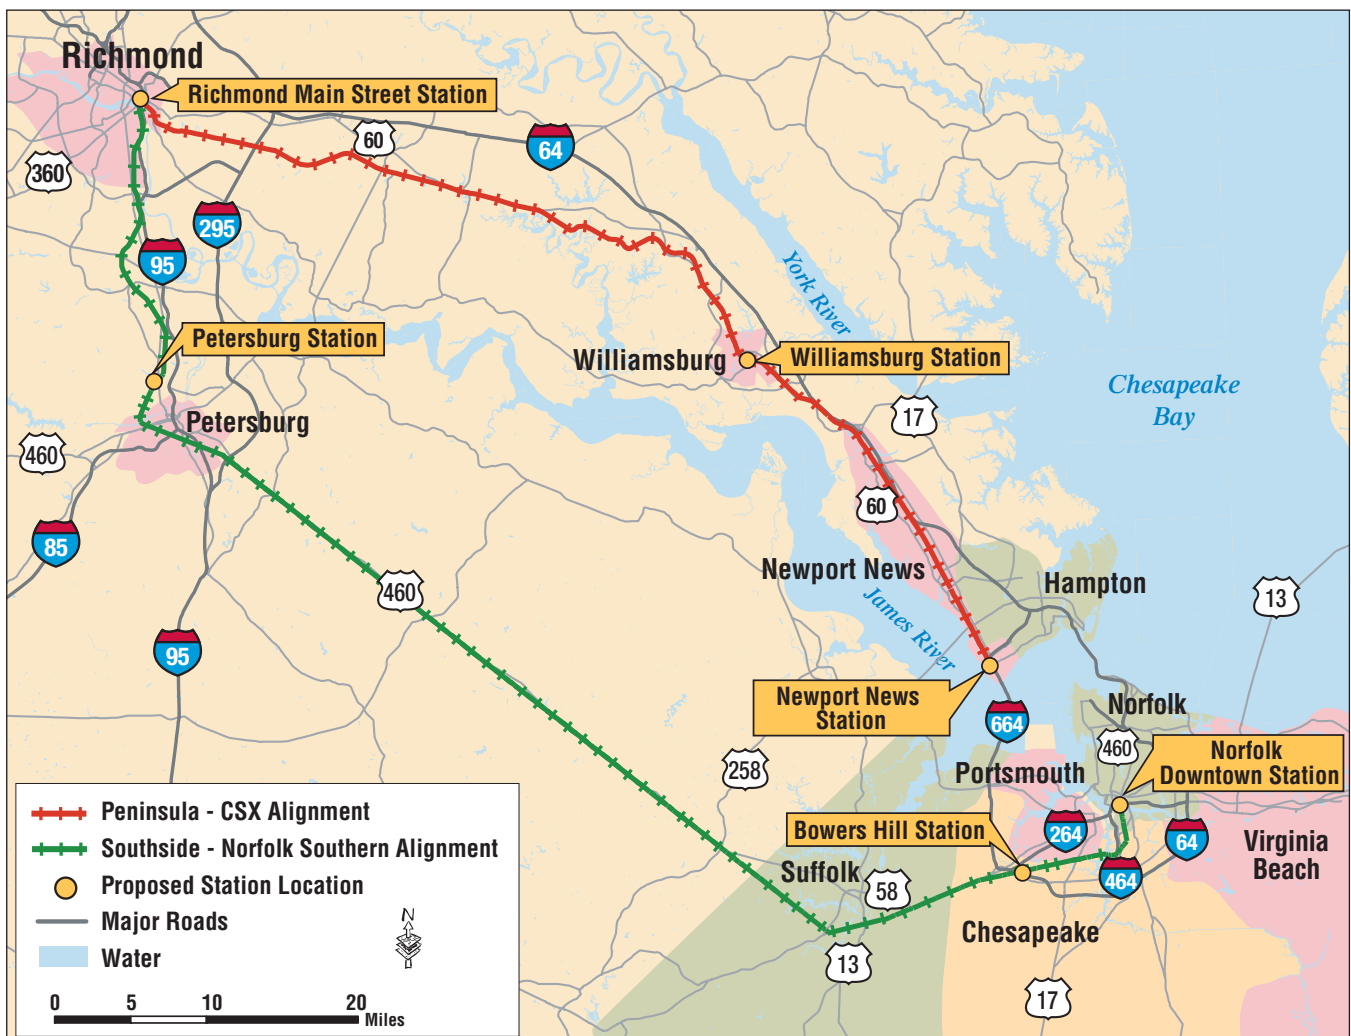 Richmond
Richmond Main Street Station
60
64
360
295
95
York River
Petersburg Station
Williamsburg
Williamsburg Station
Chesapeake
Bay
17
Petersburg
460
60
85
Newport News
Hampton
460
13
James River
95
Newport News
Station
664
Norfolk
460
Norfolk
Downtown Station
258
Portsmouth
Bowers Hill Station
264
64
Virginia
Beach
Suffolk
58
464
Chesapeake
13
17
Peninsula - CSX Alignment
Southside - Norfolk Southern Alignment
Proposed Station Location
Major Roads
N
Water
0 5 10 20
Miles